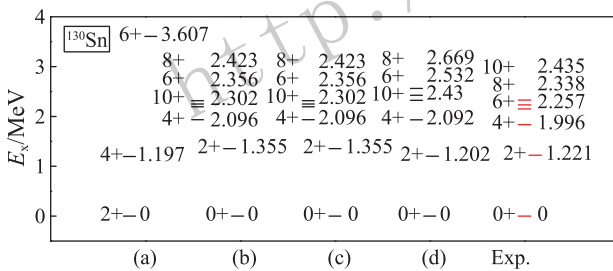 4
¹³⁰Sn 6+ 3.607
8+ 2.423 8+ 2.423 8+ 2.669
10+ 2.435
3
6+ 2.356 6+ 2.356 6+ 2.532
8+ 2.338
10+ 2.302 10+ 2.302 10+ 2.43
6+ 2.257
2
4+ 2.096 4+ 2.096 4+ 2.092 4+ 1.996
4+ 1.197 2+ 1.355 2+ 1.355 2+ 1.202 2+ 1.221
1
0
2+ 0 0+ 0 0+ 0 0+ 0 0+ 0
(a) (b) (c) (d) Exp.
Eₓ/MeV
http:/